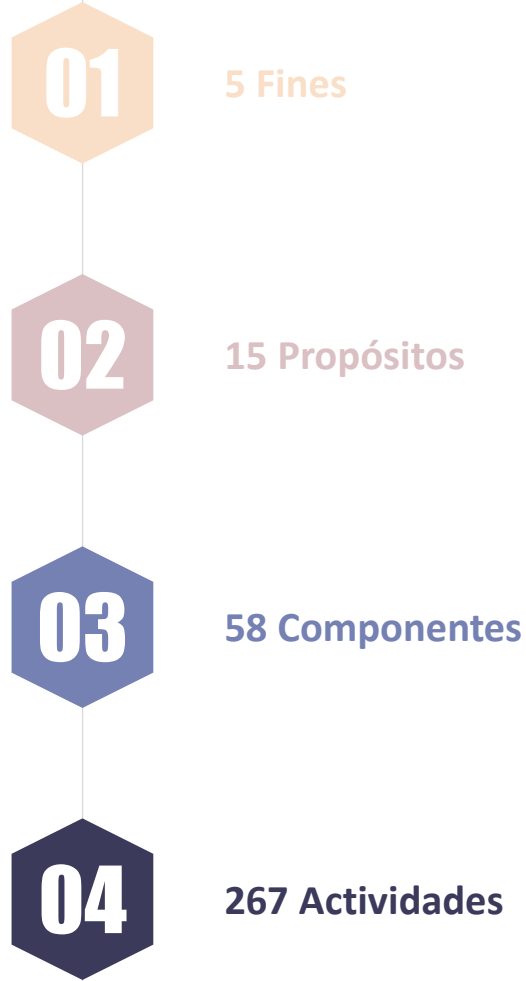 01
5 Fines
02
15 Propósitos
03
58 Componentes
04
267 Actividades